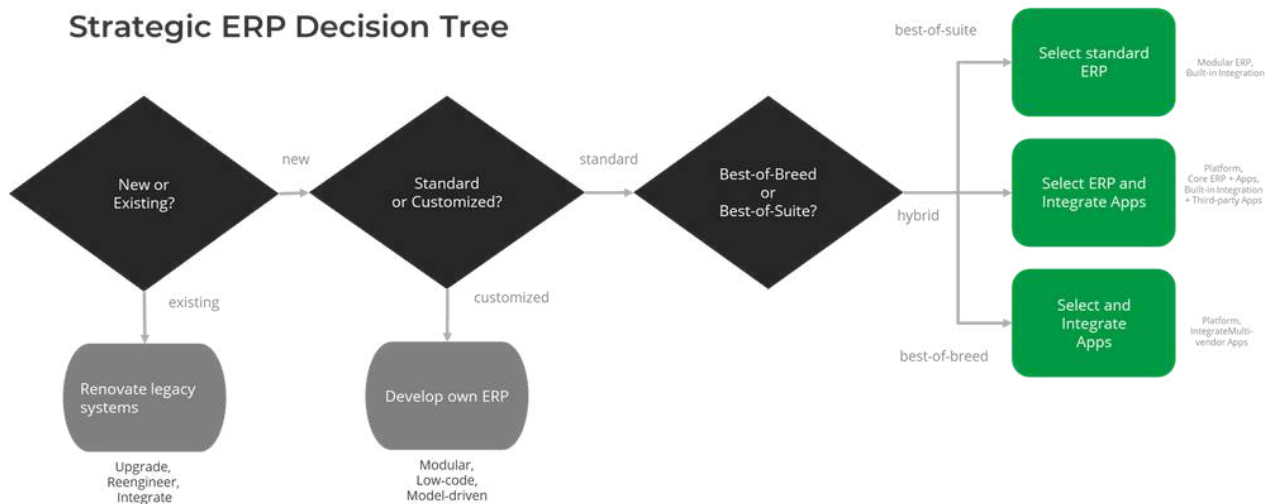 Strategic ERP Decision Tree
New or
Existing?
new
existing
Renovate legacy
systems
Upgrade,
Reengineer,
Integrate
Standard
or Customized?
standard
customized
Develop own ERP
Modular,
Low-code,
Model-driven
Best-of-Breed
or
Best-of-Suite?
best-of-suite
Select standard
ERP
Modular ERP,
Built-in Integration
hybrid
Select ERP and
Integrate Apps
Platform,
Core ERP + Apps,
Built-in Integration
+ Third-party Apps
best-of-breed
Select and
Integrate
Apps
Platform,
IntegrateMulti-
vendor Apps